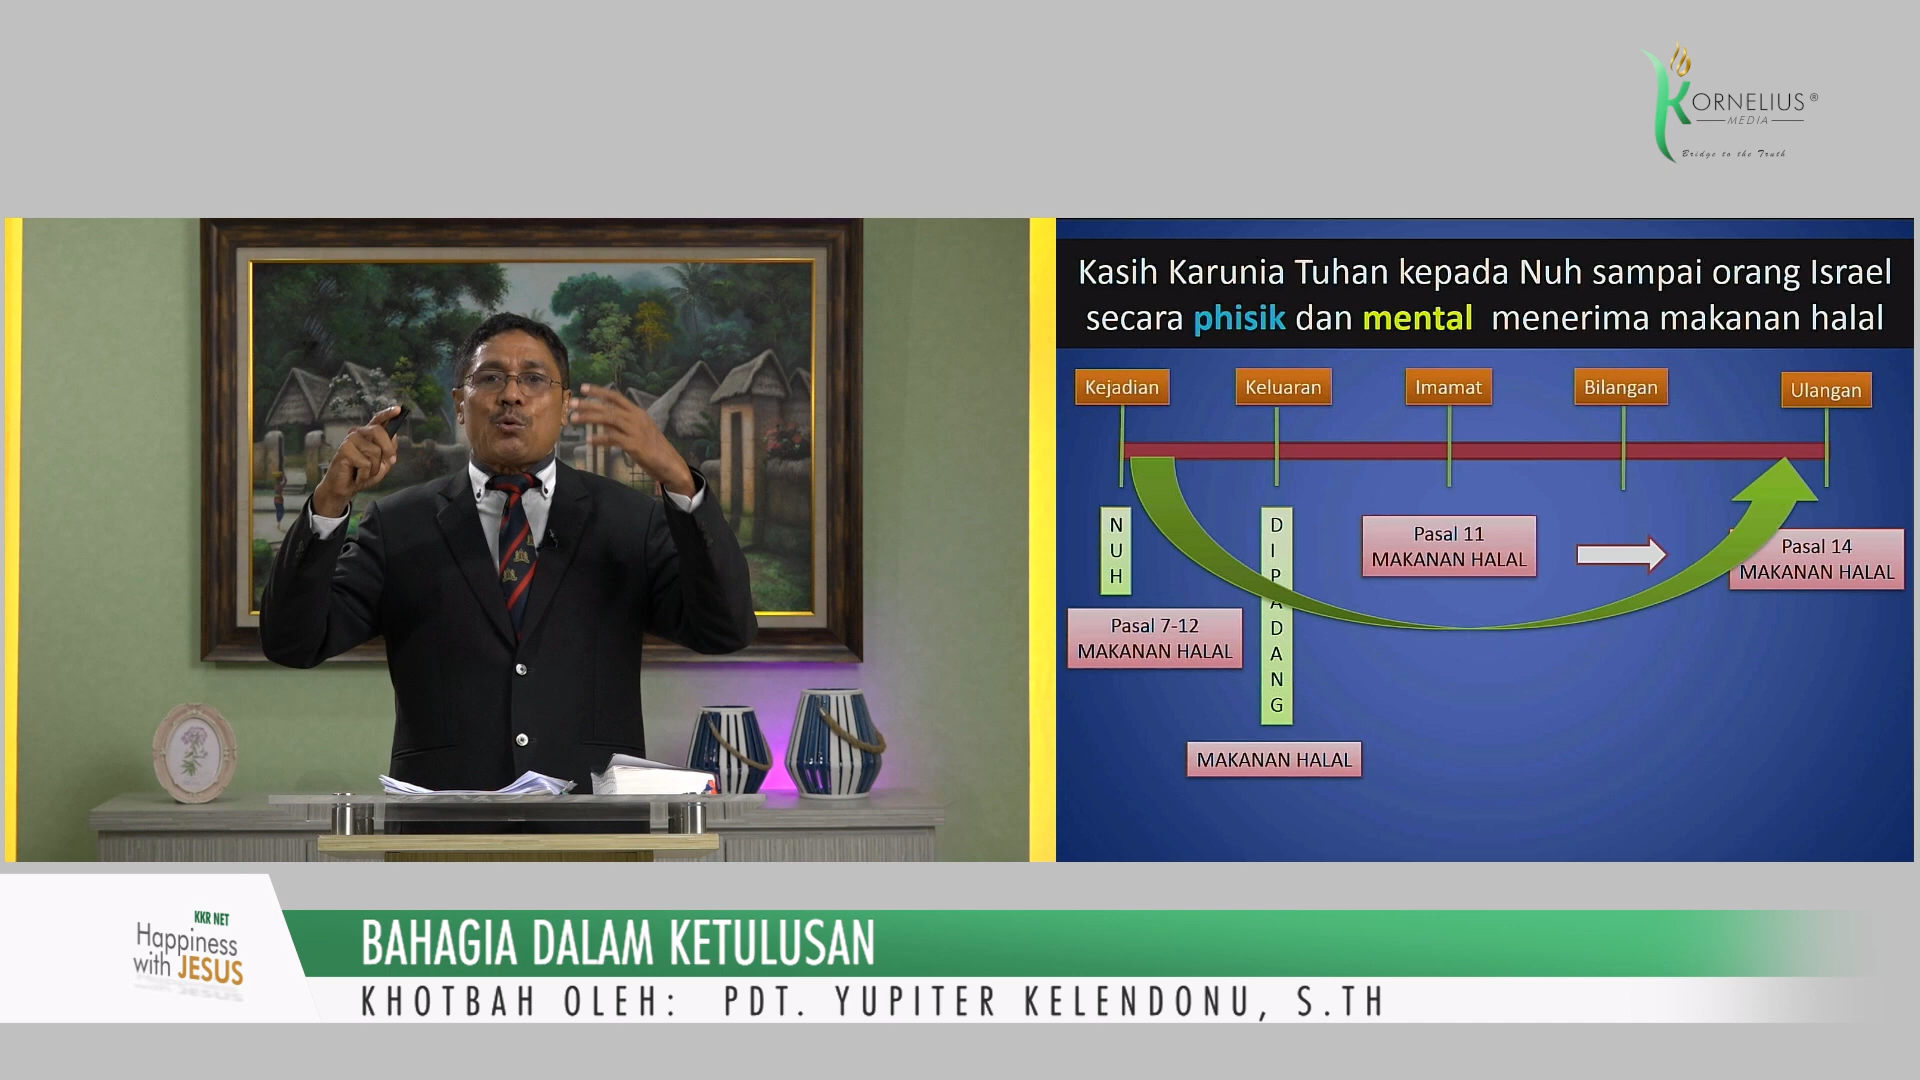 KORNELIUS®
MEDIA
Bridge to the Truth
Kasih Karunia Tuhan kepada Nuh sampai orang Israel
secara phisik dan mental menerima makanan halal
Kejadian
Keluaran
Imamat
Bilangan
Ulangan
NUH
DIPADANG
Pasal 11
MAKANAN HALAL
Pasal 14
MAKANAN HALAL
Pasal 7-12
MAKANAN HALAL
MAKANAN HALAL
KKR NET
Happiness
with JESUS
BAHAGIA DALAM KETULUSAN
KHOTBAH OLEH: PDT. YUPITER KELENDONU, S.TH